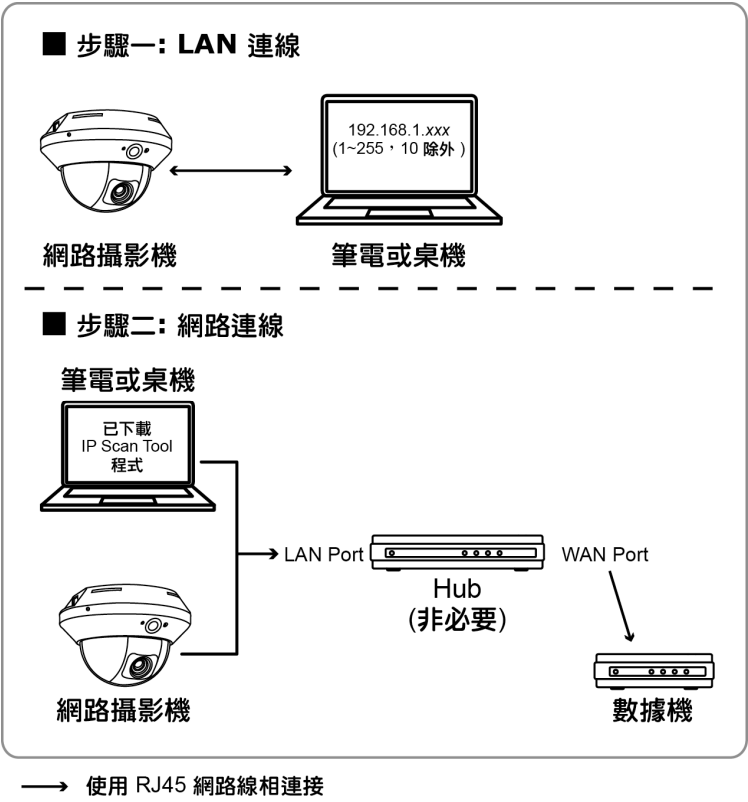 ■ 步驟一: LAN 連線
192.168.1.xxx
(1~255，10 除外 )
網路攝影機
筆電或桌機
■ 步驟二: 網路連線
筆電或桌機
已下載
IP Scan Tool
程式
LAN Port
WAN Port
Hub
(非必要)
網路攝影機
數據機
使用 RJ45 網路線相連接